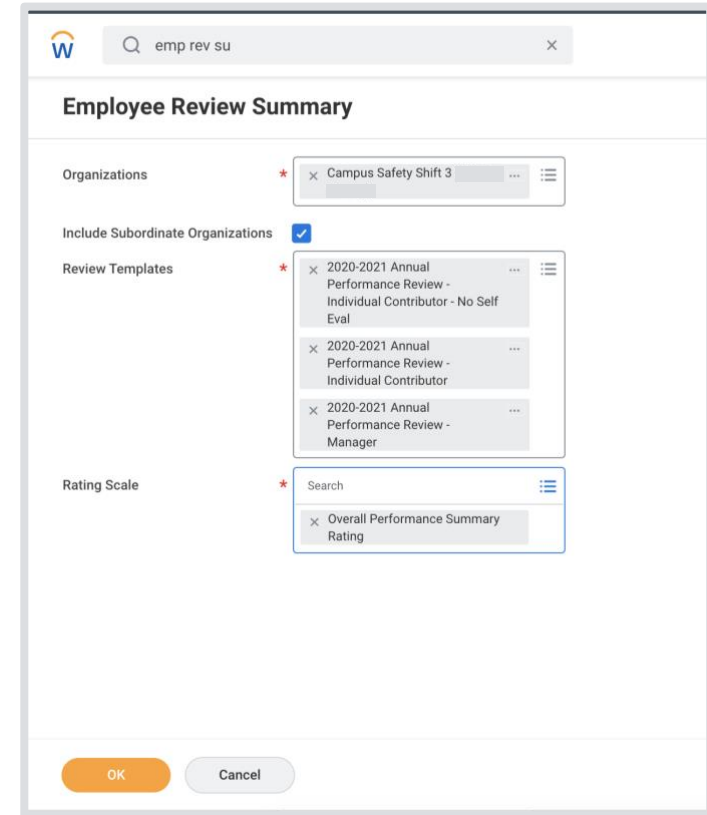 W
emp rev su
Employee Review Summary
Organizations *
Campus Safety Shift 3
Include Subordinate Organizations
Review Templates *
2020-2021 Annual
Performance Review -
Individual Contributor - No Self
Eval
2020-2021 Annual
Performance Review -
Individual Contributor
2020-2021 Annual
Performance Review -
Manager
Rating Scale *
Search
Overall Performance Summary
Rating
OK
Cancel